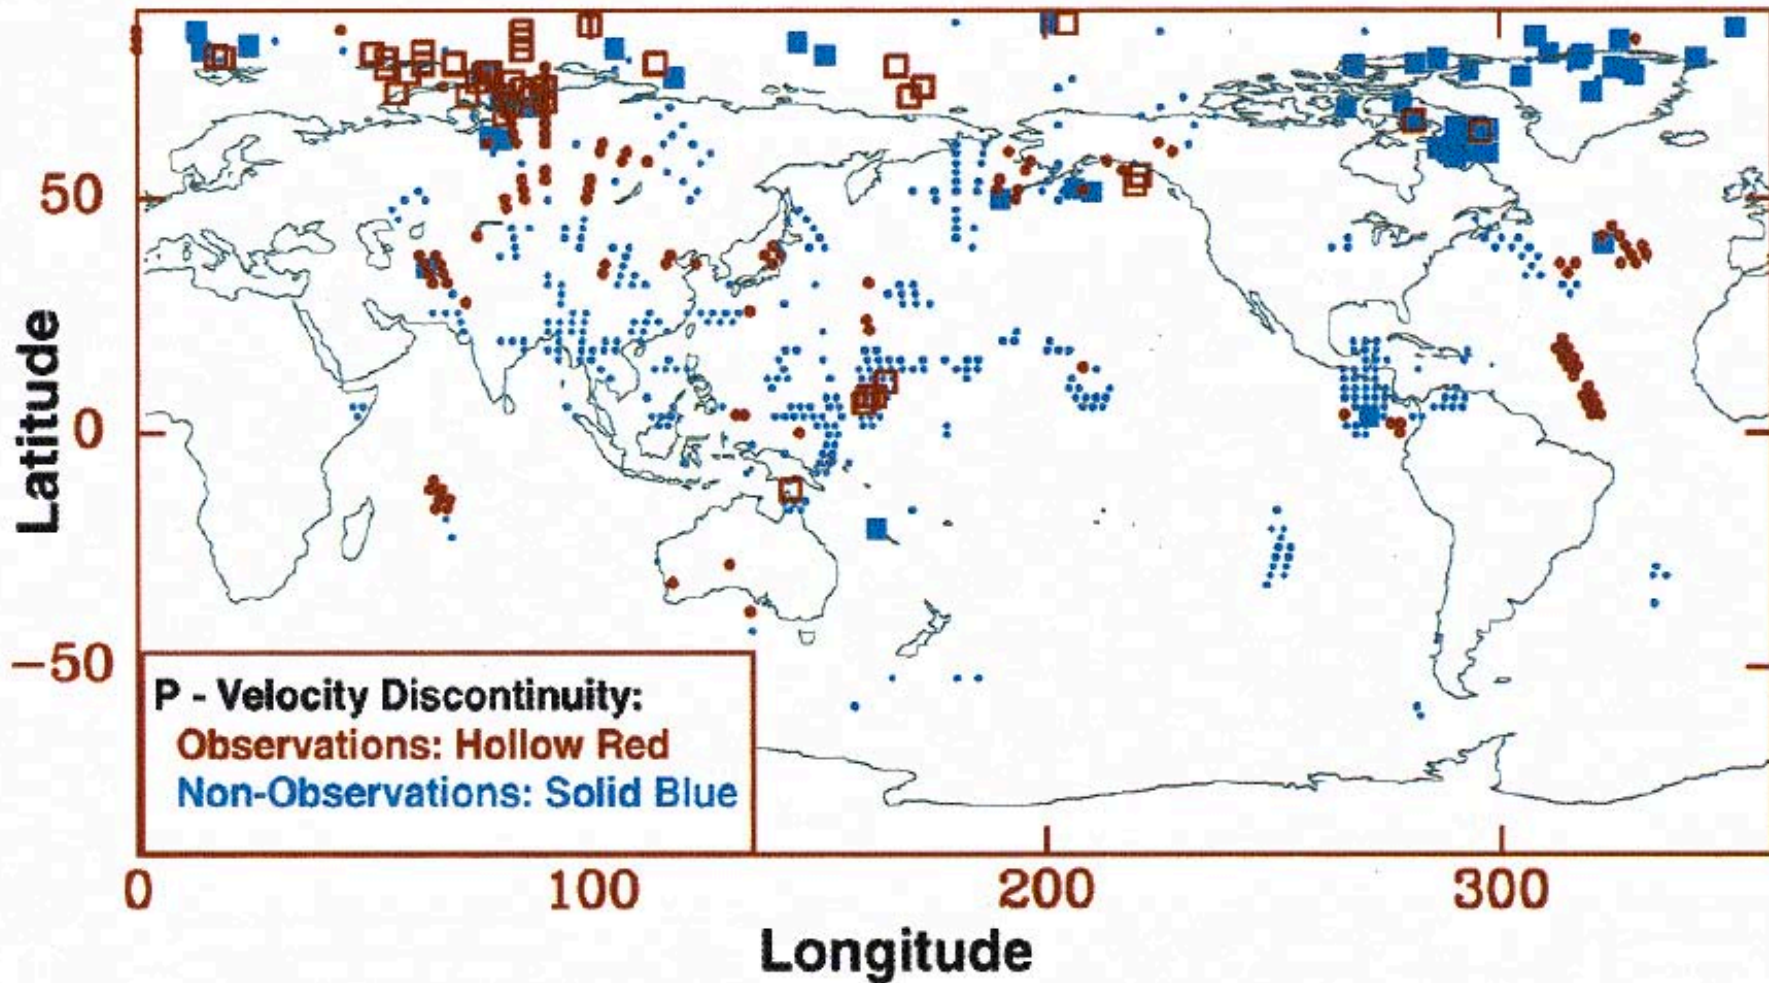 50
0
−50
Latitude
P - Velocity Discontinuity:
Observations: Hollow Red
Non-Observations: Solid Blue
0 100 200 300
Longitude